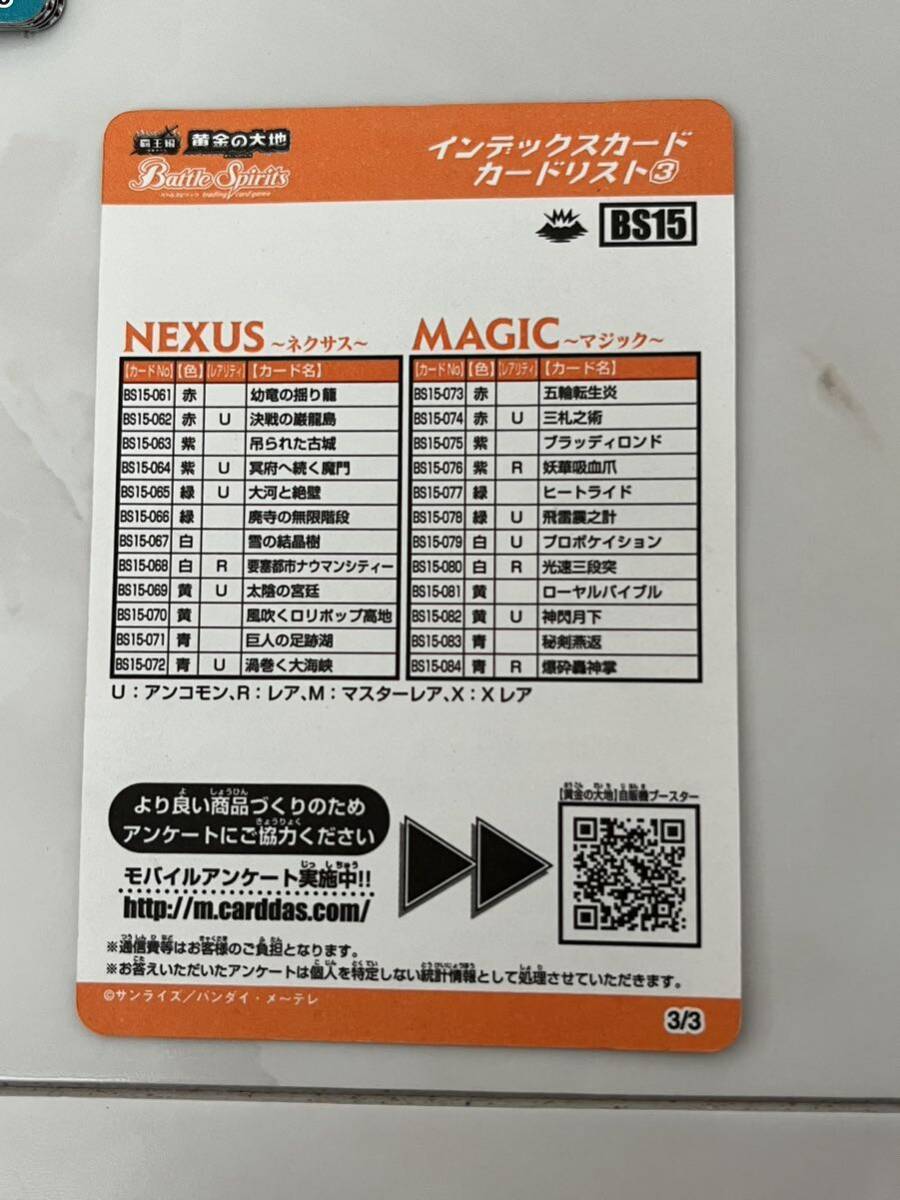 覇王編 黄金の大地
Battle Spirits
trading card game
インデックスカード
カードリスト③
BS15
NEXUS ～ネクサス～
【カードNo】【色】【レアリティ】【カード名】
BS15-061 赤 幼竜の揺り籠
BS15-062 赤 U 決戦の巌龍島
BS15-063 紫 吊られた古城
BS15-064 紫 U 冥府へ続く魔門
BS15-065 緑 U 大河と絶壁
BS15-066 緑 廃寺の無限階段
BS15-067 白 雪の結晶樹
BS15-068 白 R 要塞都市ナウマンシティー
BS15-069 黄 U 太陰の宮廷
BS15-070 黄 風吹くロリポップ高地
BS15-071 青 巨人の足跡湖
BS15-072 青 U 渦巻く大海峡
MAGIC ～マジック～
【カードNo】【色】【レアリティ】【カード名】
BS15-073 赤 五輪転生炎
BS15-074 赤 U 三札之術
BS15-075 紫 ブラッディロンド
BS15-076 紫 R 妖華吸血爪
BS15-077 緑 ヒートライド
BS15-078 緑 U 飛雷震之計
BS15-079 白 U プロボケイション
BS15-080 白 R 光速三段突
BS15-081 黄 ローヤルバイブル
BS15-082 黄 U 神閃月下
BS15-083 青 秘剣燕返
BS15-084 青 R 爆砕轟神掌
U：アンコモン、R：レア、M：マスターレア、X：Xレア
より良い商品づくりのため
アンケートにご協力ください
モバイルアンケート実施中!!
http://m.carddas.com/
【黄金の大地】自販機ブースター
※通信費等はお客様のご負担となります。
※お答えいただいたアンケートは個人を特定しない統計情報として処理させていただきます。
©サンライズ／バンダイ・メ～テレ
3/3